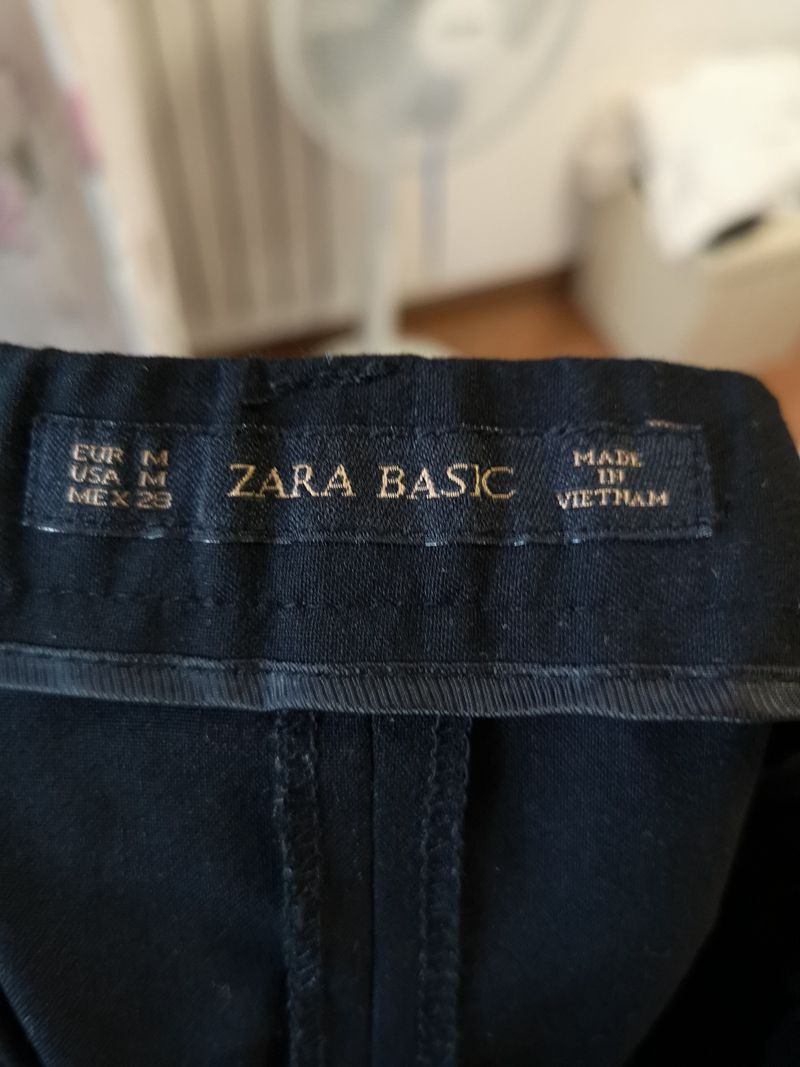 EUR M
USA M
MEX 28
ZARA BASIC
MADE
IN
VIETNAM